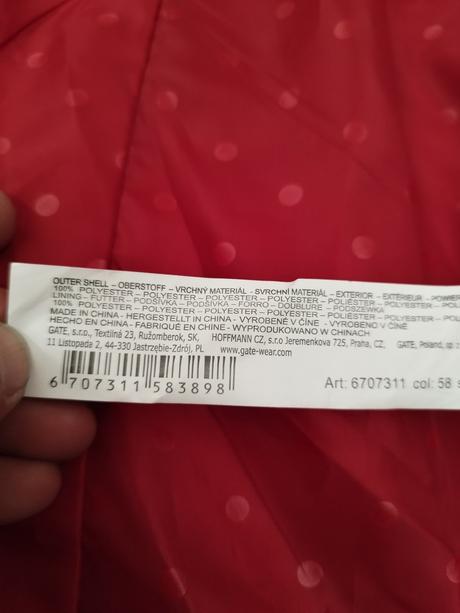 OUTER SHELL – OBERSTOFF – VRCHNÝ MATERIÁL - SVRCHNÍ MATERIÁL – EXTERIOR - EXTÉRIEUR -
100% POLYESTER – POLYESTER – POLYESTER – POLYESTER – POLIÉSTER – POLYESTER –
LINING – FUTTER – PODŠÍVKA – PODŠÍVKA – FORRO – DOUBLURE – PODSZEWKA
100% POLYESTER – POLYESTER – POLYESTER – POLYESTER – POLIÉSTER – POLYESTER –
MADE IN CHINA - HERGESTELLT IN CHINA - VYROBENÉ V ČÍNE - VYROBENO V ČÍNĚ
HECHO EN CHINA - FABRIQUÉ EN CHINE - WYPRODUKOWANO W CHINACH
GATE, s.r.o., Textilná 23, Ružomberok, SK, HOFFMANN CZ, s.r.o Jeremenkova 725, Praha, CZ, GATE, Poland, sp
11 Listopada 2, 44-330 Jastrzębie-Zdrój, PL www.gate-wear.com
6 707311 583898
Art: 6707311 col: 58